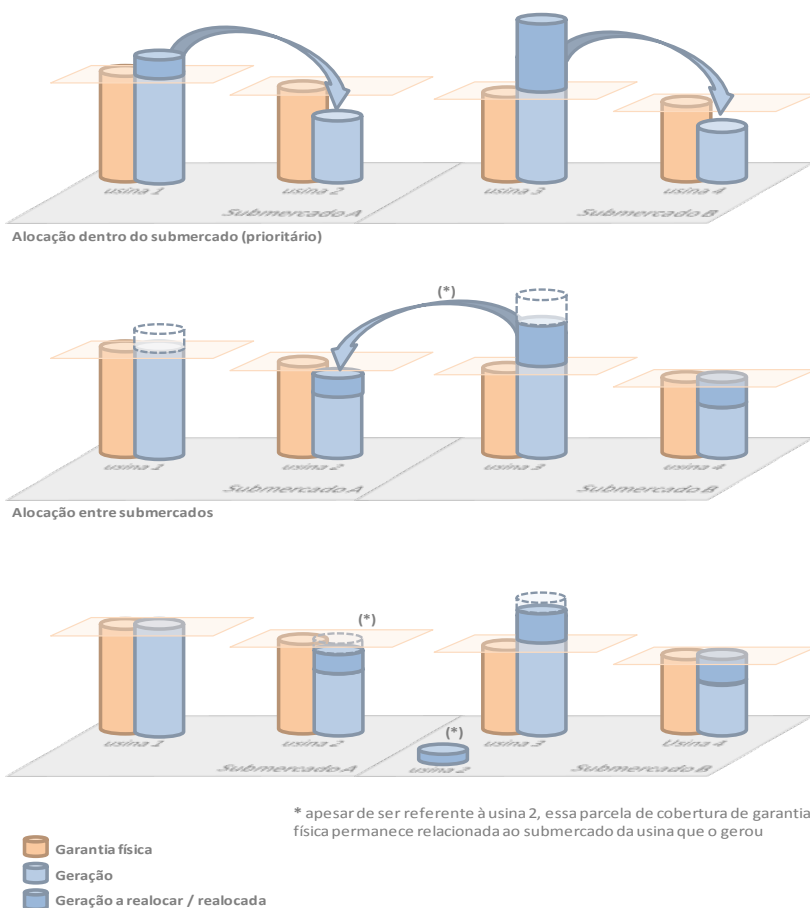 usina 1
usina 2
usina 3
usina 4
Submercado A
Submercado B
Alocação dentro do submercado (prioritário)
(*)
usina 2
usina 2
usina 3
usina 4
Submercado A
Submercado B
Alocação entre submercados
(*)
(*)
usina 1
usina 2
usina 3
Usina 4
Submercado A
usina 2
Submercado B
* apesar de ser referente à usina 2, essa parcela de cobertura de garantia
física permanece relacionada ao submercado da usina que o gerou
Garantia física
Geração
Geração a realocar / realocada